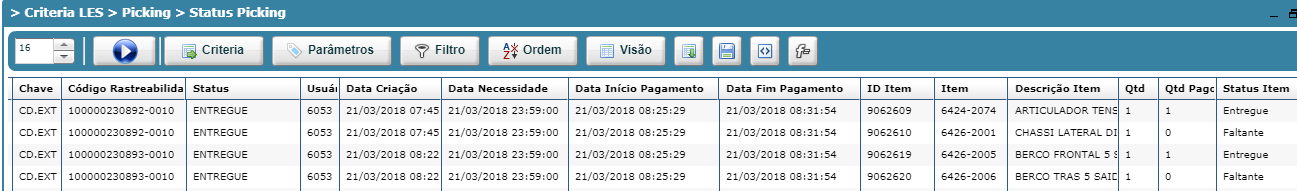 > Criteria LES > Picking > Status Picking
16 Criteria Parâmetros Filtro Ordem Visão
Chave Código Rastreabilida Status Usuár Data Criação Data Necessidade Data Início Pagamento Data Fim Pagamento ID Item Item Descrição Item Qtd Qtd Pago Status Item
CD.EXT 100000230892-0010 ENTREGUE 6053 21/03/2018 07:45 21/03/2018 23:59:00 21/03/2018 08:25:29 21/03/2018 08:31:54 9062609 6424-2074 ARTICULADOR TENS 1 1 Entregue
CD.EXT 100000230892-0010 ENTREGUE 6053 21/03/2018 07:45 21/03/2018 23:59:00 21/03/2018 08:25:29 21/03/2018 08:31:54 9062610 6426-2001 CHASSI LATERAL DI 1 0 Faltante
CD.EXT 100000230893-0010 ENTREGUE 6053 21/03/2018 08:22 21/03/2018 23:59:00 21/03/2018 08:25:29 21/03/2018 08:31:54 9062619 6426-2005 BERCO FRONTAL 5 S 1 1 Entregue
CD.EXT 100000230893-0010 ENTREGUE 6053 21/03/2018 08:22 21/03/2018 23:59:00 21/03/2018 08:25:29 21/03/2018 08:31:54 9062620 6426-2006 BERCO TRAS 5 SAID 1 0 Faltante